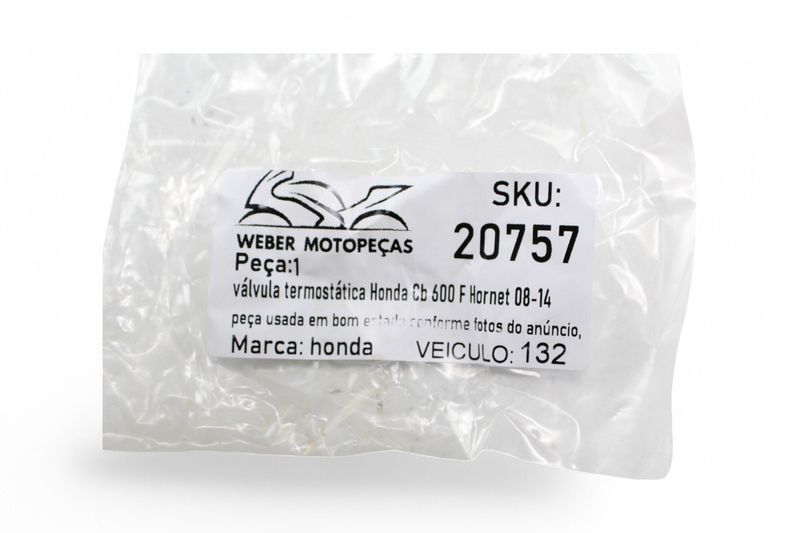 SKU:
20757
WEBER MOTOPEÇAS
Peça:1
válvula termostática Honda Cb 600 F Hornet 08-14
peça usada em bom estado conforme fotos do anúncio,
Marca: honda VEICULO: 132